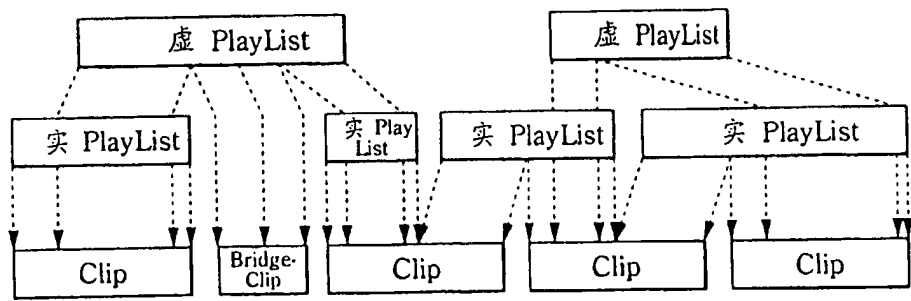 虚 PlayList
虚 PlayList
实 PlayList
实 Play
List
实 PlayList
实 PlayList
Clip
Bridge-
Clip
Clip
Clip
Clip